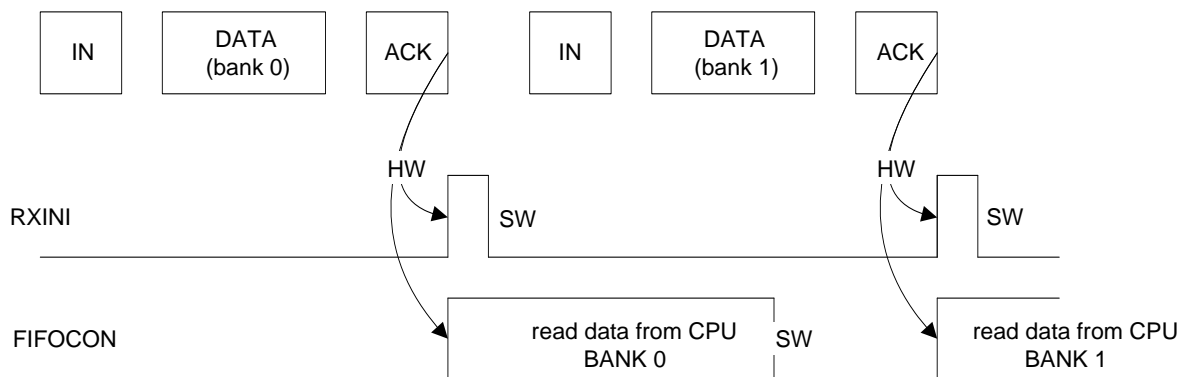 IN
DATA
(bank 0)
ACK
IN
DATA
(bank 1)
ACK
HW
HW
RXINI
SW
SW
FIFOCON
read data from CPU
BANK 0
SW
read data from CPU
BANK 1